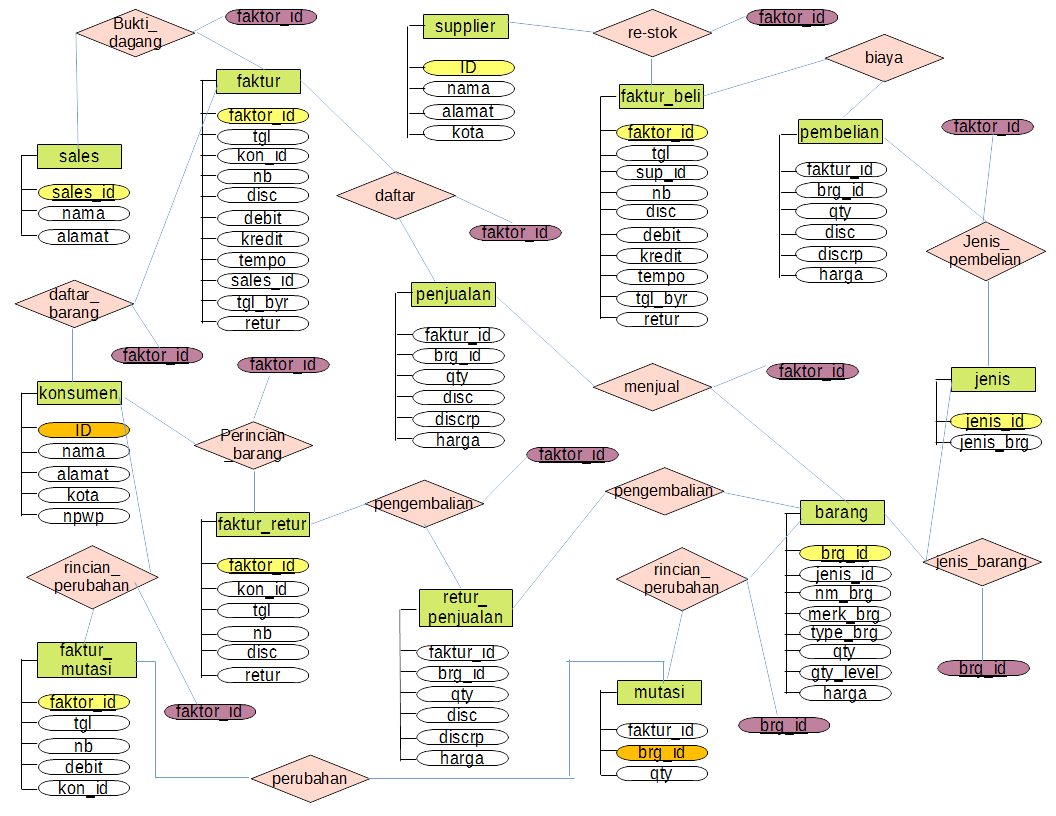 Bukti_
dagang
faktor_id
supplier
ID
nama
alamat
kota
re-stok
faktor_id
biaya
faktur
faktor_id
tgl
kon_id
nb
disc
debit
kredit
tempo
sales_id
tgl_byr
retur
faktur_beli
faktor_id
tgl
sup_id
nb
disc
debit
kredit
tempo
tgl_byr
retur
pembelian
faktur_id
brg_id
qty
disc
discrp
harga
faktor_id
sales
sales_id
nama
alamat
daftar
faktor_id
Jenis_
pembelian
daftar_
barang
faktor_id
penjualan
faktur_id
brg_id
qty
disc
discrp
harga
faktor_id
menjual
faktor_id
jenis
jenis_id
jenis_brg
konsumen
ID
nama
alamat
kota
npwp
Perincian
_barang
faktor_id
pengembalian
pengembalian
faktur_retur
faktor_id
kon_id
tgl
nb
disc
retur
barang
brg_id
jenis_id
nm_brg
merk_brg
type_brg
qty
gty_level
harga
jenis_barang
brg_id
rincian_
perubahan
rincian_
perubahan
retur_
penjualan
faktur_id
brg_id
qty
disc
discrp
harga
faktur_
mutasi
faktor_id
tgl
nb
debit
kon_id
faktor_id
mutasi
faktur_id
brg_id
qty
brg_id
perubahan